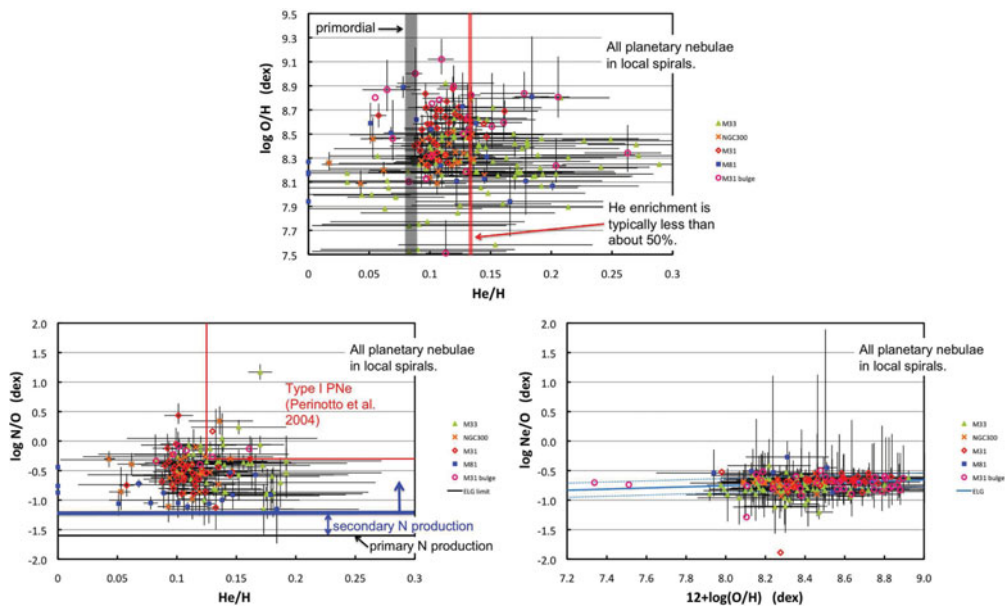 9.5
9.3
9.1
8.9
8.7
8.5
8.3
8.1
7.9
7.7
7.5
log O/H (dex)
primordial
All planetary nebulae
in local spirals.
M33
NGC300
M31
M81
M31 bulge
He enrichment is
typically less than
about 50%.
0 0.05 0.1 0.15 0.2 0.25 0.3
He/H
2.0
1.5
1.0
0.5
0.0
-0.5
-1.0
-1.5
-2.0
log N/O (dex)
All planetary nebulae
in local spirals.
Type I PNe
(Perinotto et al.
2004)
M33
NGC300
M31
M81
M31 bulge
ELG limit
secondary N production
primary N production
0 0.05 0.1 0.15 0.2 0.25 0.3
He/H
2.0
1.5
1.0
0.5
0.0
-0.5
-1.0
-1.5
-2.0
log Ne/O (dex)
All planetary nebulae
in local spirals.
M33
NGC300
M31
M81
M31 bulge
ELG
7.2 7.4 7.6 7.8 8.0 8.2 8.4 8.6 8.8 9.0
12+log(O/H) (dex)